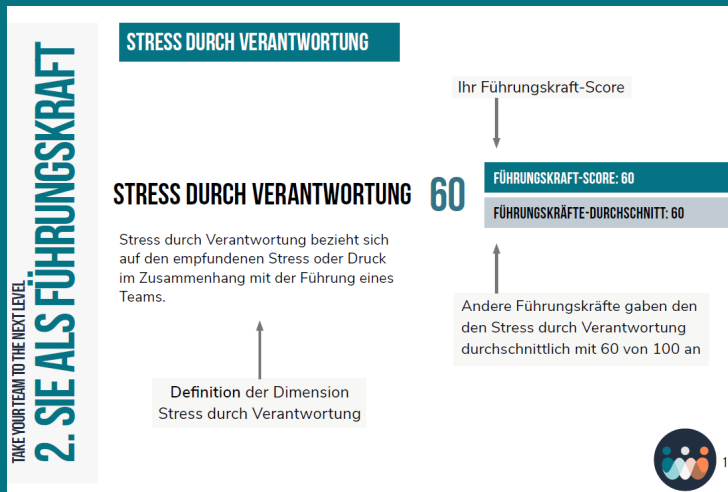 TAKE YOUR TEAM TO THE NEXT LEVEL
2. SIE ALS FÜHRUNGSKRAFT
STRESS DURCH VERANTWORTUNG
Ihr Führungskraft-Score
STRESS DURCH VERANTWORTUNG
60
FÜHRUNGSKRAFT-SCORE: 60
FÜHRUNGSKRÄFTE-DURCHSCHNITT: 60
Stress durch Verantwortung bezieht sich
auf den empfundenen Stress oder Druck
im Zusammenhang mit der Führung eines
Teams.
Andere Führungskräfte gaben den
den Stress durch Verantwortung
durchschnittlich mit 60 von 100 an
Definition der Dimension
Stress durch Verantwortung
1